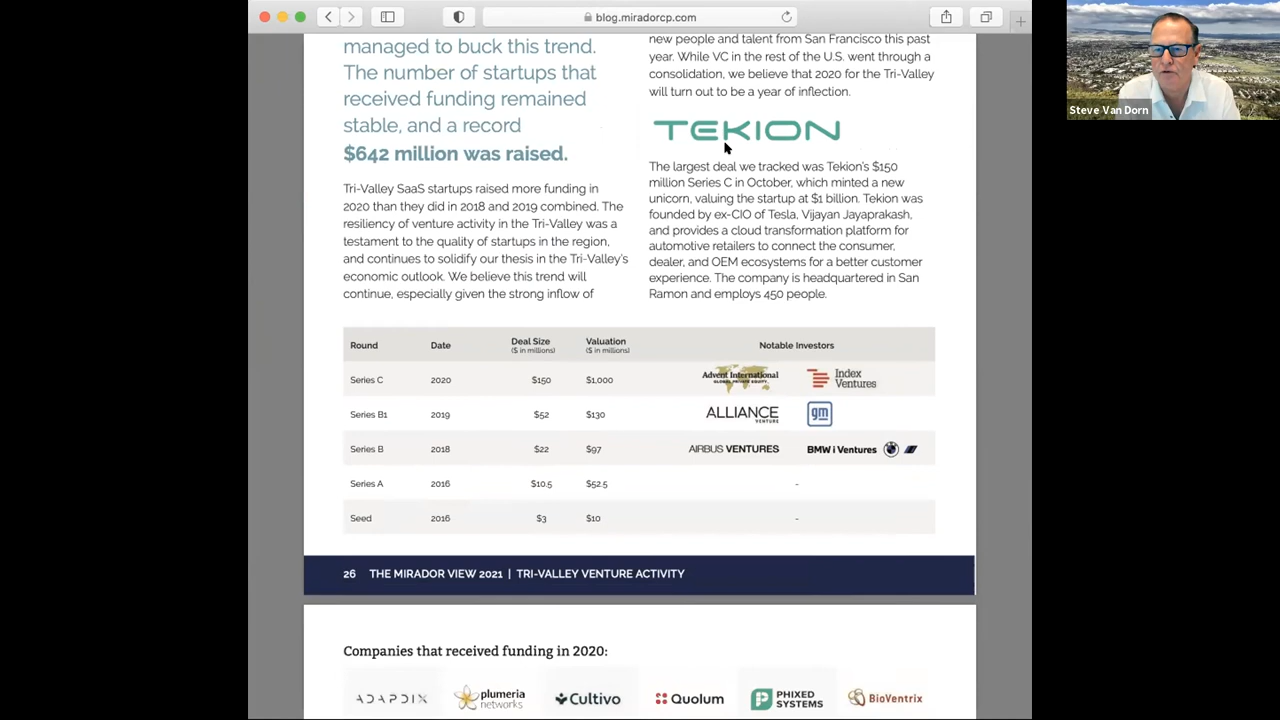 blog.miradorcp.com
Steve Van Dorn
managed to buck this trend.
The number of startups that
received funding remained
stable, and a record
$642 million was raised.
Tri-Valley SaaS startups raised more funding in
2020 than they did in 2018 and 2019 combined. The
resiliency of venture activity in the Tri-Valley was a
testament to the quality of startups in the region,
and continues to solidify our thesis in the Tri-Valley's
economic outlook. We believe this trend will
continue, especially given the strong inflow of
new people and talent from San Francisco this past
year. While VC in the rest of the U.S. went through a
consolidation, we believe that 2020 for the Tri-Valley
will turn out to be a year of inflection.
TEKION
The largest deal we tracked was Tekion's $150
million Series C in October, which minted a new
unicorn, valuing the startup at $1 billion. Tekion was
founded by ex-CIO of Tesla, Vijayan Jayaprakash,
and provides a cloud transformation platform for
automotive retailers to connect the consumer,
dealer, and OEM ecosystems for a better customer
experience. The company is headquartered in San
Ramon and employs 450 people.
Round Date Deal Size ($ in millions) Valuation ($ in millions) Notable Investors
Series C 2020 $150 $1,000 Advent International GLOBAL PRIVATE EQUITY Index Ventures
Series B1 2019 $52 $130 ALLIANCE VENTURE gm
Series B 2018 $22 $97 AIRBUS VENTURES BMW i Ventures
Series A 2016 $10.5 $52.5 -
Seed 2016 $3 $10 -
26 THE MIRADOR VIEW 2021 | TRI-VALLEY VENTURE ACTIVITY
Companies that received funding in 2020:
ADAPDIX plumeria networks Cultivo Quolum PHIXED SYSTEMS BIOVENTRIX